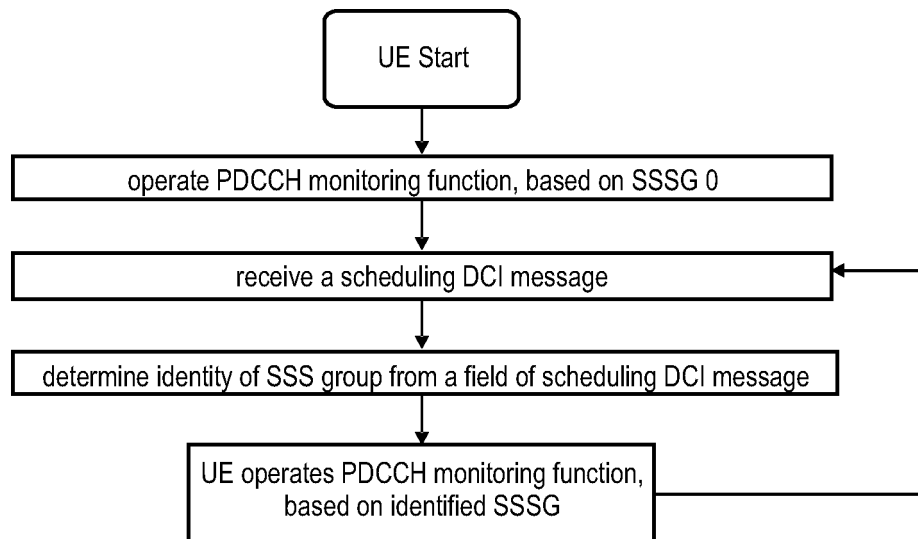 UE Start
operate PDCCH monitoring function, based on SSSG 0
receive a scheduling DCI message
determine identity of SSS group from a field of scheduling DCI message
UE operates PDCCH monitoring function,
based on identified SSSG